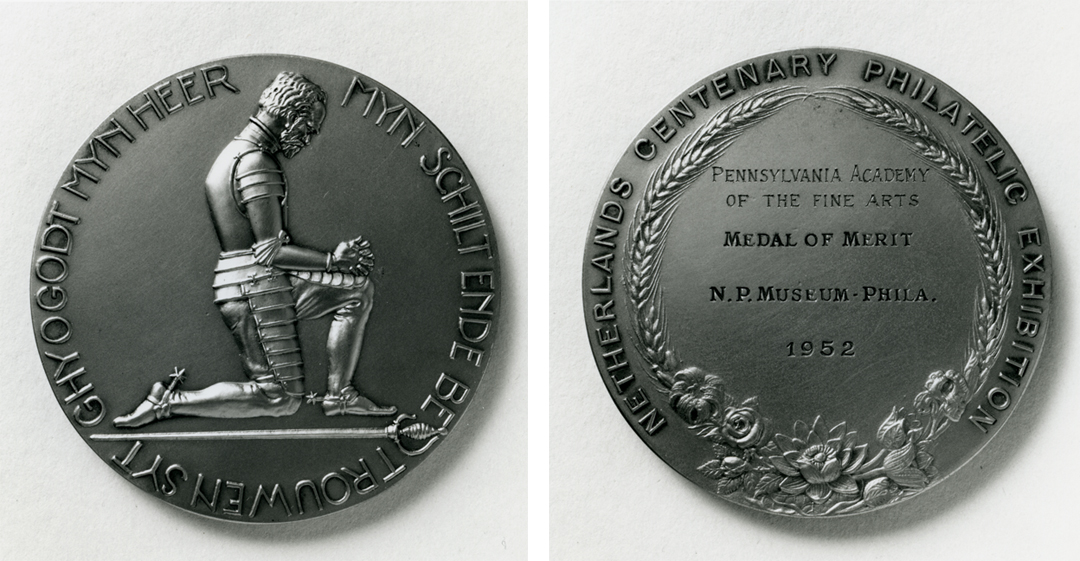 MYN SCHILT ENDE BETROUWEN SYT GHY O GODT MYN HEER
NETHERLANDS CENTENARY PHILATELIC EXHIBITION
PENNSYLVANIA ACADEMY
OF THE FINE ARTS
MEDAL OF MERIT
N.P. MUSEUM-PHILA.
1952